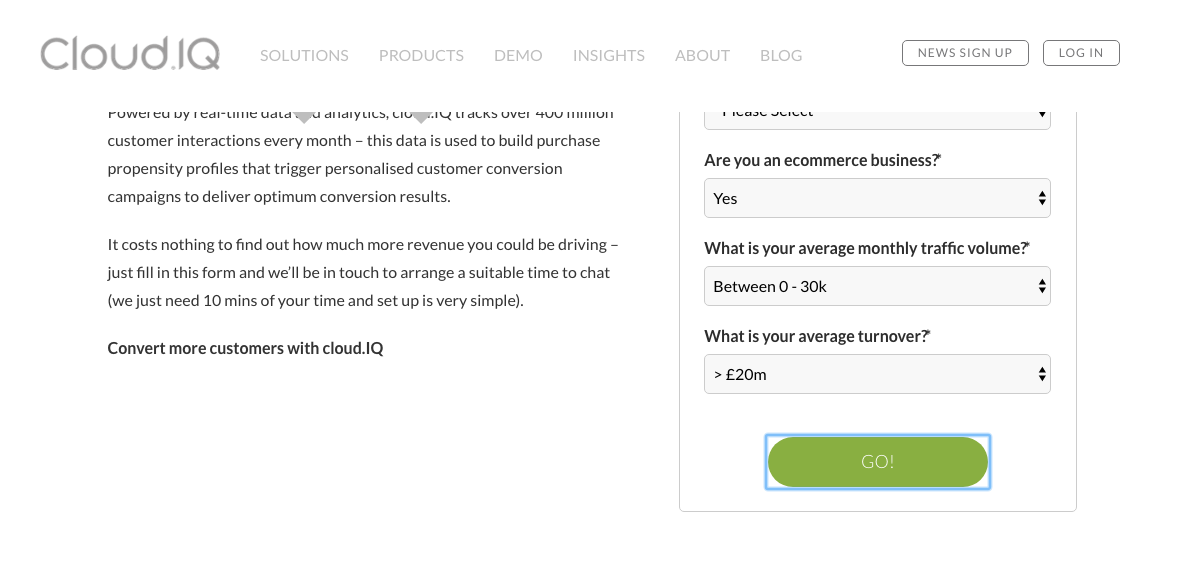 Cloud.IQ
SOLUTIONS PRODUCTS DEMO INSIGHTS ABOUT BLOG NEWS SIGN UP LOG IN
Powered by real-time data and analytics, cloud.IQ tracks over 400 million
customer interactions every month – this data is used to build purchase
propensity profiles that trigger personalised customer conversion
campaigns to deliver optimum conversion results.
It costs nothing to find out how much more revenue you could be driving –
just fill in this form and we’ll be in touch to arrange a suitable time to chat
(we just need 10 mins of your time and set up is very simple).
Convert more customers with cloud.IQ
Please Select
Are you an ecommerce business?*
Yes
What is your average monthly traffic volume?*
Between 0 - 30k
What is your average turnover?*
> £20m
GO!